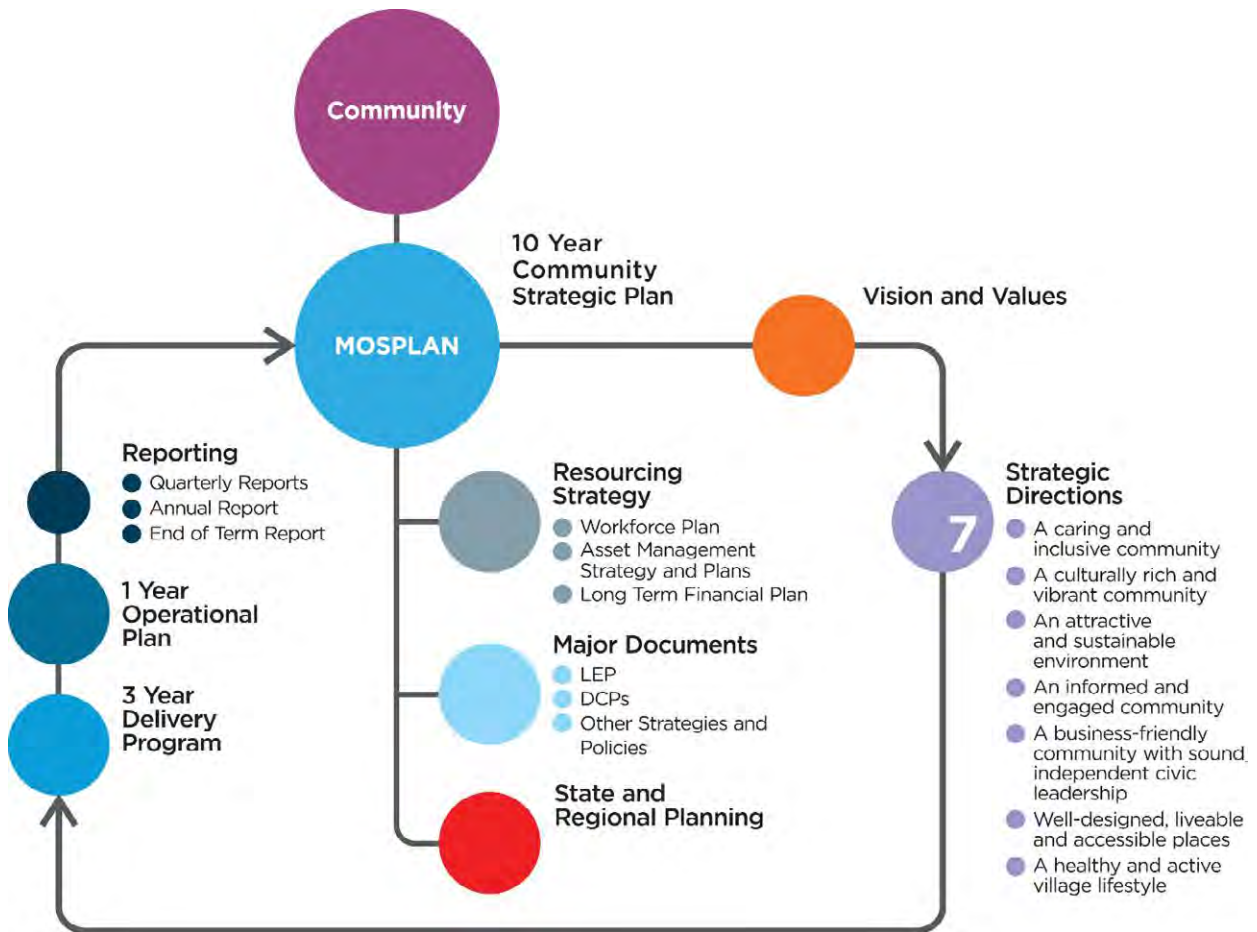 Community
10 Year
Community
Strategic Plan
Vision and Values
MOSPLAN
Reporting
Quarterly Reports
Annual Report
End of Term Report
1 Year
Operational
Plan
3 Year
Delivery
Program
Resourcing
Strategy
Workforce Plan
Asset Management
Strategy and Plans
Long Term Financial Plan
Major Documents
LEP
DCPs
Other Strategies and
Policies
State and
Regional Planning
7
Strategic
Directions
A caring and
inclusive community
A culturally rich and
vibrant community
An attractive
and sustainable
environment
An informed and
engaged community
A business-friendly
community with sound,
independent civic
leadership
Well-designed, liveable
and accessible places
A healthy and active
village lifestyle